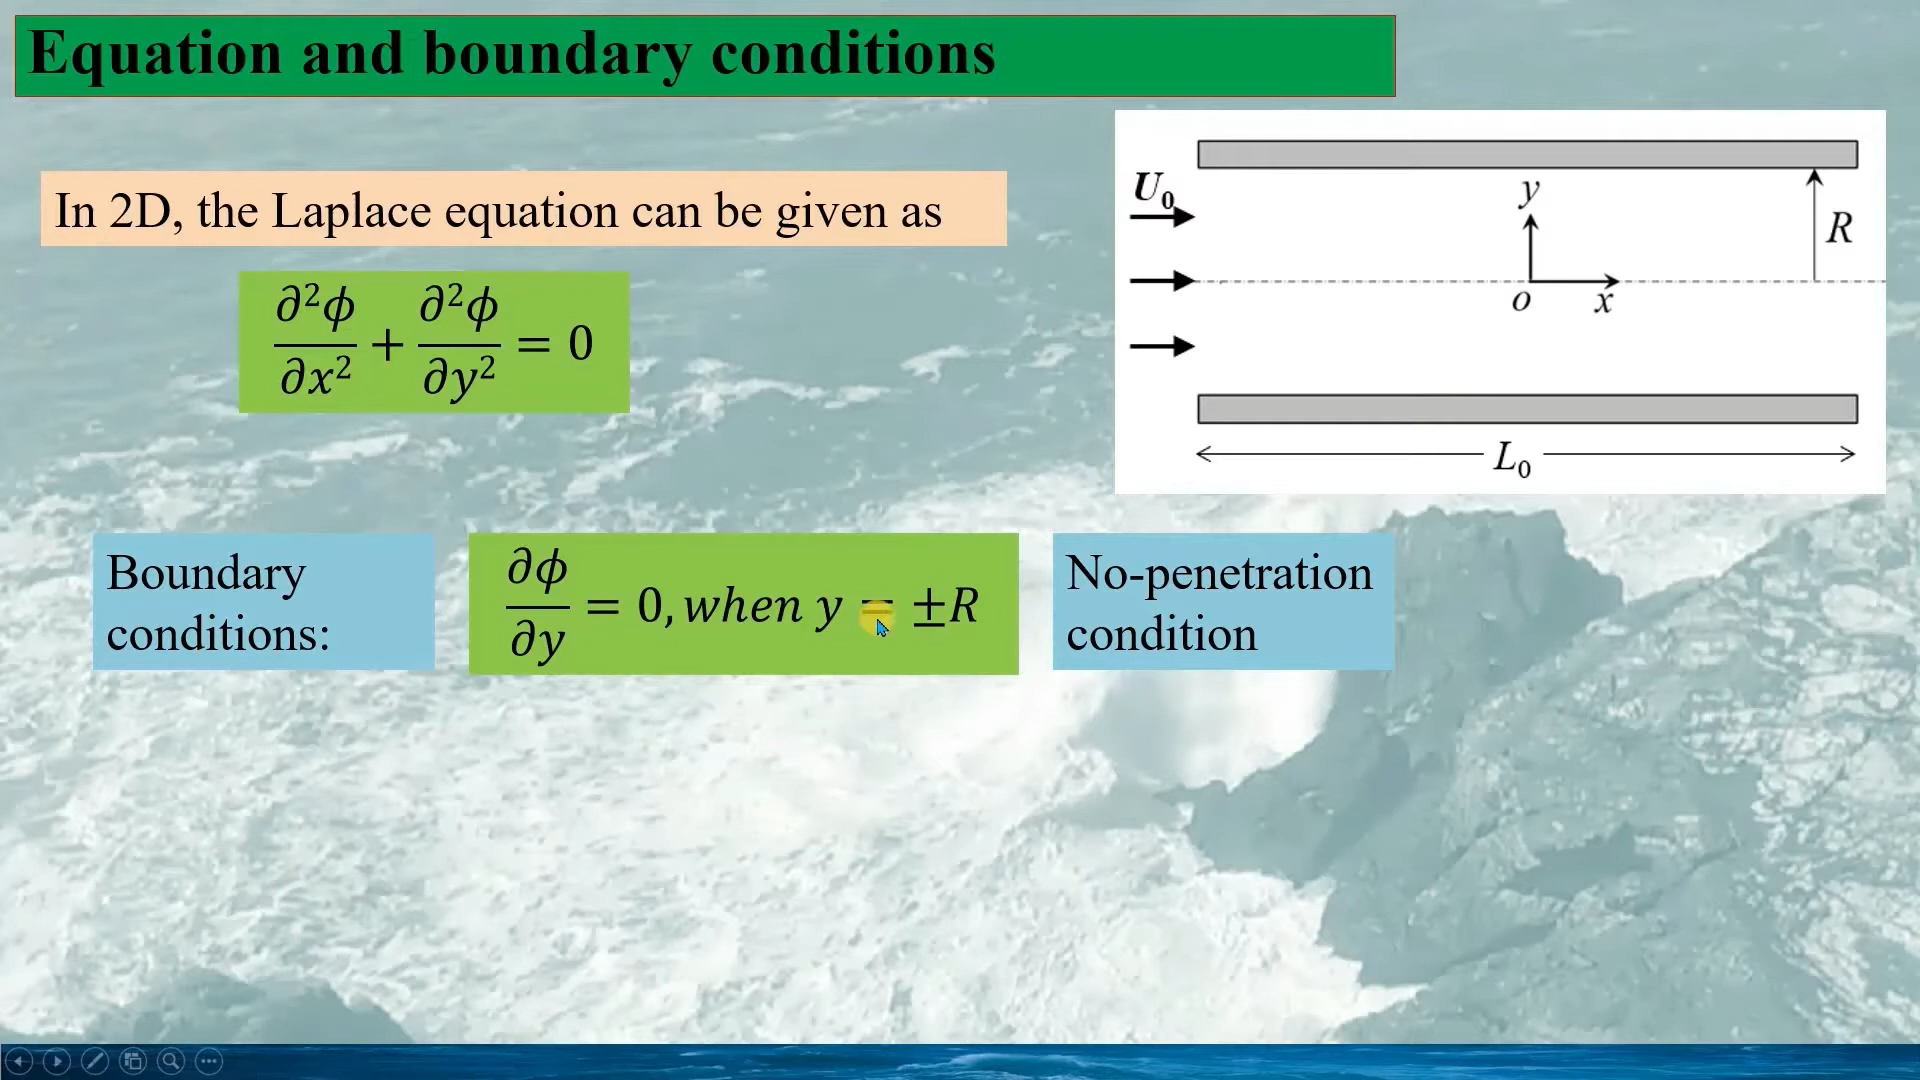 Equation and boundary conditions
In 2D, the Laplace equation can be given as
∂²ϕ/∂x² + ∂²ϕ/∂y² = 0
U₀
y
R
o
x
L₀
Boundary
conditions:
∂ϕ/∂y = 0, when y = ±R
No-penetration
condition